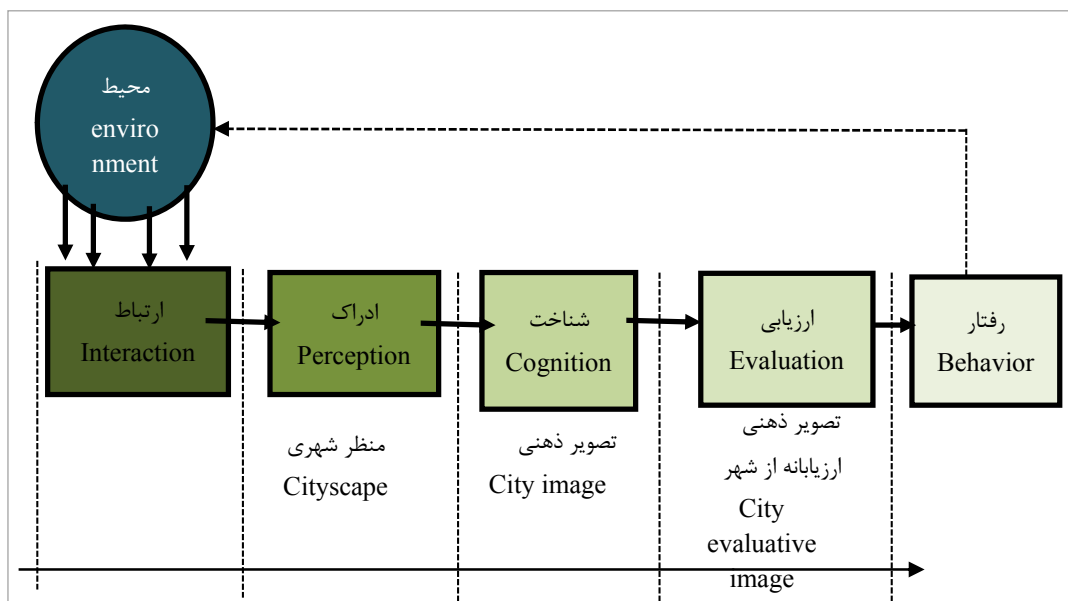 محیط
enviro
nment
ارتباط
Interaction
ادراک
Perception
شناخت
Cognition
ارزیابی
Evaluation
رفتار
Behavior
منظر شهری
Cityscape
تصویر ذهنی
City image
تصویر ذهنی
ارزیابانه از شهر
City
evaluative
image